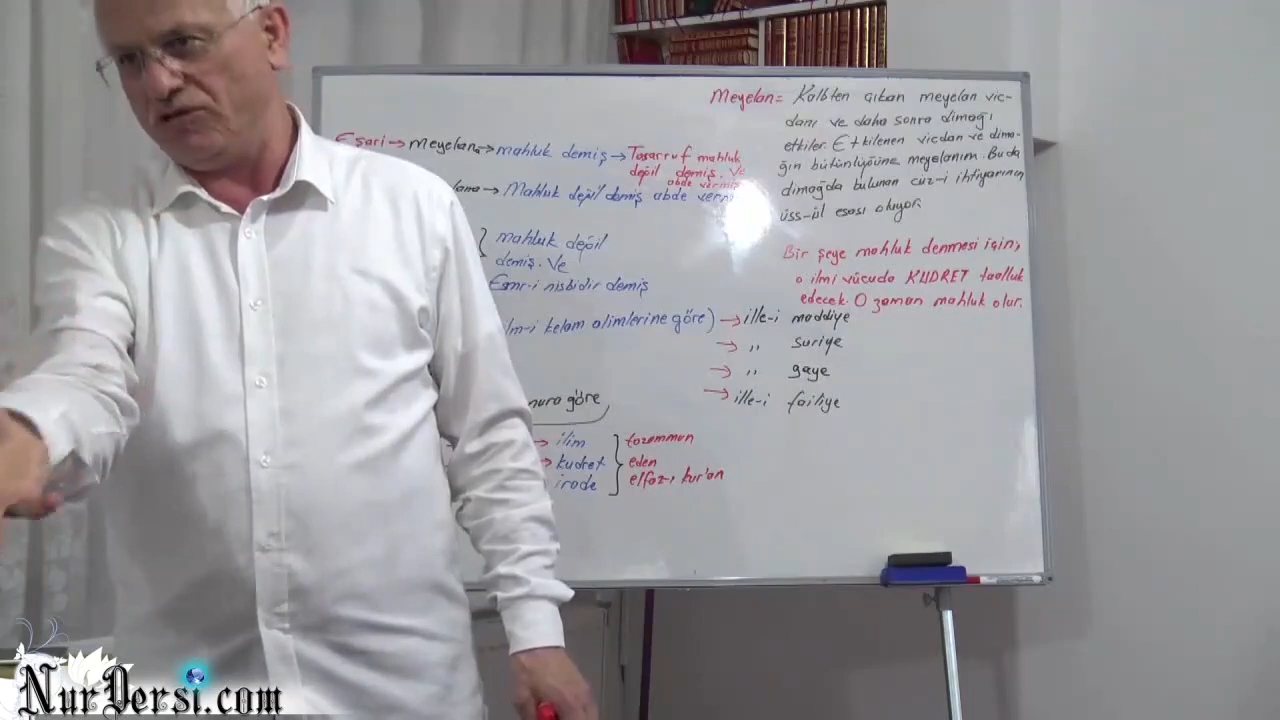 Meyelan = Kalbten çıkan meyelan vic-
danı ve daha sonra dimağı
etkiler. Etkilenen vicdan ve dima-
ğın bütünlüğüne meyelanım. Bu da
dimağda bulunan cüz-i ihtiyarının
üss-ül esası oluyor.
Bir şeye mahluk denmesi için,
o ilmi vücuda KUDRET taalluk
edecek. O zaman mahluk olur.
Eşari → meyelan → mahluk demiş → Tasarruf mahluk
değil demiş. Ve
abde vermiş
→ Mahluk değil demiş abde
mahluk değil
demiş. Ve
Emr-i nisbidir demiş
kelam alimlerine göre) → ille-i maddiye
→ ,, suriye
→ ,, gaye
→ ille-i failiye
göre
→ ilim } tazammun
→ kudret eden
irade elfaz-ı kur'an
NurDersi.com